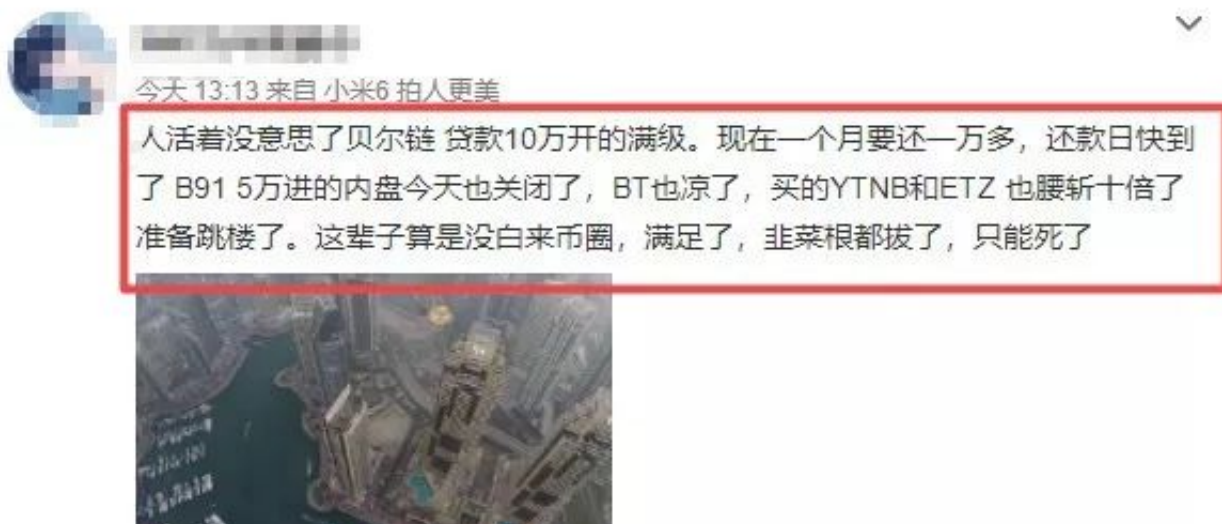 今天 13:13 来自 小米6 拍人更美
人活着没意思了贝尔链 贷款10万开的满级。现在一个月要还一万多，还款日快到
了 B91 5万进的内盘今天也关闭了，BT也凉了，买的YTNB和ETZ 也腰斩十倍了
准备跳楼了。这辈子算是没白来币圈，满足了，韭菜根都拔了，只能死了